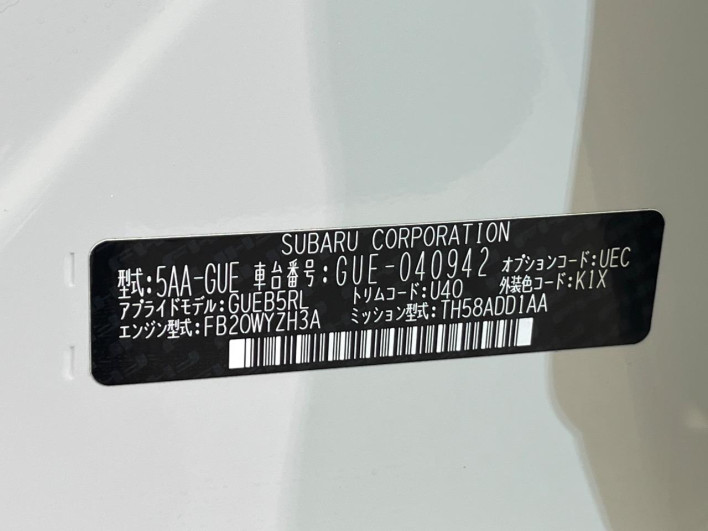 SUBARU CORPORATION
型式:5AA-GUE 車台番号:GUE-040942 オプションコード:UEC
アプライドモデル:GUEB5RL トリムコード:U40 外装色コード:K1X
エンジン型式:FB20WYZH3A ミッション型式:TH58ADD1AA